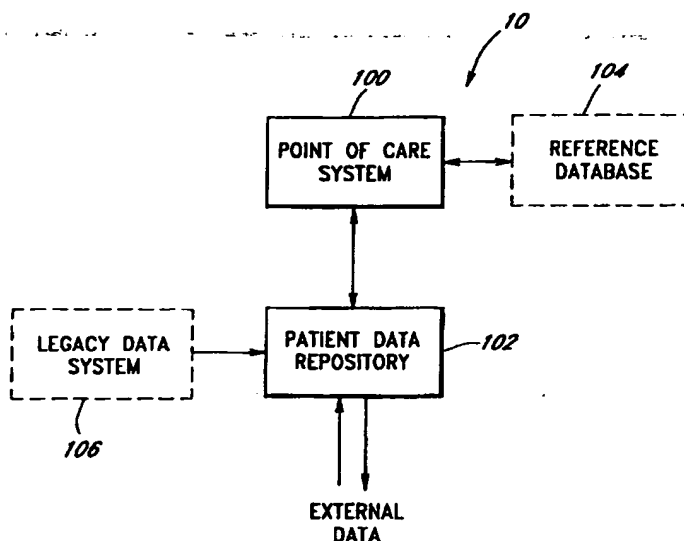 10
100
104
POINT OF CARE
SYSTEM
REFERENCE
DATABASE
LEGACY DATA
SYSTEM
PATIENT DATA
REPOSITORY
102
106
EXTERNAL
DATA